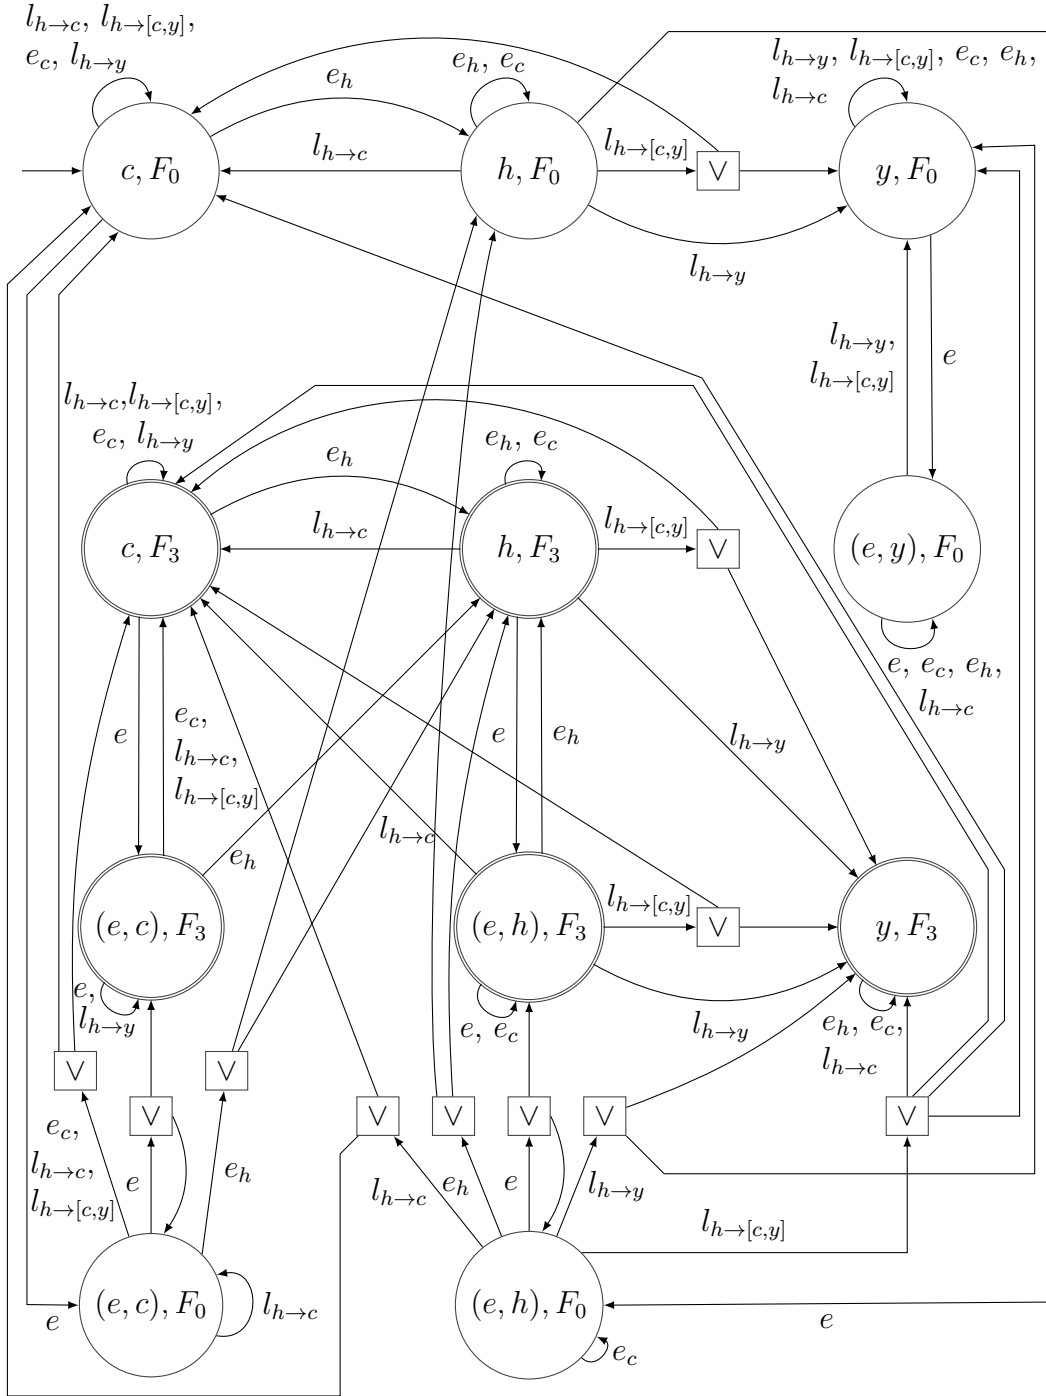 l_{h→c}, l_{h→[c,y]},
e_c, l_{h→y}
e_h
e_h, e_c
l_{h→y}, l_{h→[c,y]}, e_c, e_h,
l_{h→c}
c, F_0
l_{h→c}
h, F_0
l_{h→[c,y]}
∨
y, F_0
l_{h→y}
l_{h→y},
l_{h→[c,y]}
e
l_{h→c},l_{h→[c,y]},
e_c, l_{h→y}
e_h
e_h, e_c
c, F_3
l_{h→c}
h, F_3
l_{h→[c,y]}
∨
(e, y), F_0
e, e_c, e_h,
l_{h→c}
e
e_c,
l_{h→c},
l_{h→[c,y]}
e
e_h
l_{h→y}
l_{h→c}
e_h
(e, c), F_3
(e, h), F_3
l_{h→[c,y]}
∨
y, F_3
e,
l_{h→y}
e, e_c
l_{h→y}
e_h, e_c,
l_{h→c}
∨
∨
∨
∨
∨
∨
∨
∨
e_c,
l_{h→c},
l_{h→[c,y]}
e
e_h
l_{h→c}
e_h
e
l_{h→y}
l_{h→[c,y]}
(e, c), F_0
l_{h→c}
(e, h), F_0
e
e_c
e